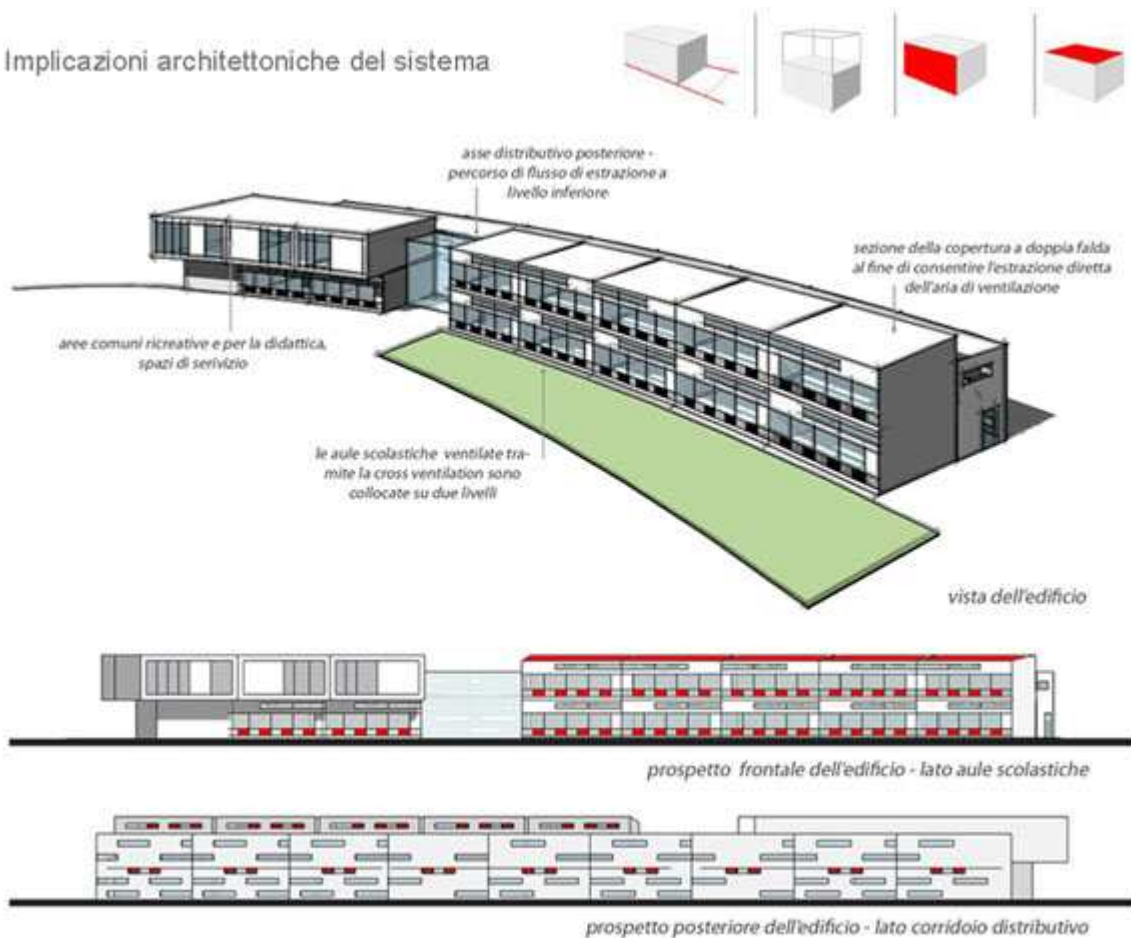 Implicazioni architettoniche del sistema
asse distributivo posteriore -
percorso di flusso di estrazione a
livello inferiore
sezione della copertura a doppia falda
al fine di consentire l'estrazione diretta
dell'aria di ventilazione
aree comuni ricreative e per la didattica,
spazi di serivizio
le aule scolastiche ventilate tra-
mite la cross ventilation sono
collocate su due livelli
vista dell'edificio
prospetto frontale dell'edificio - lato aule scolastiche
prospetto posteriore dell'edificio - lato corridoio distributivo